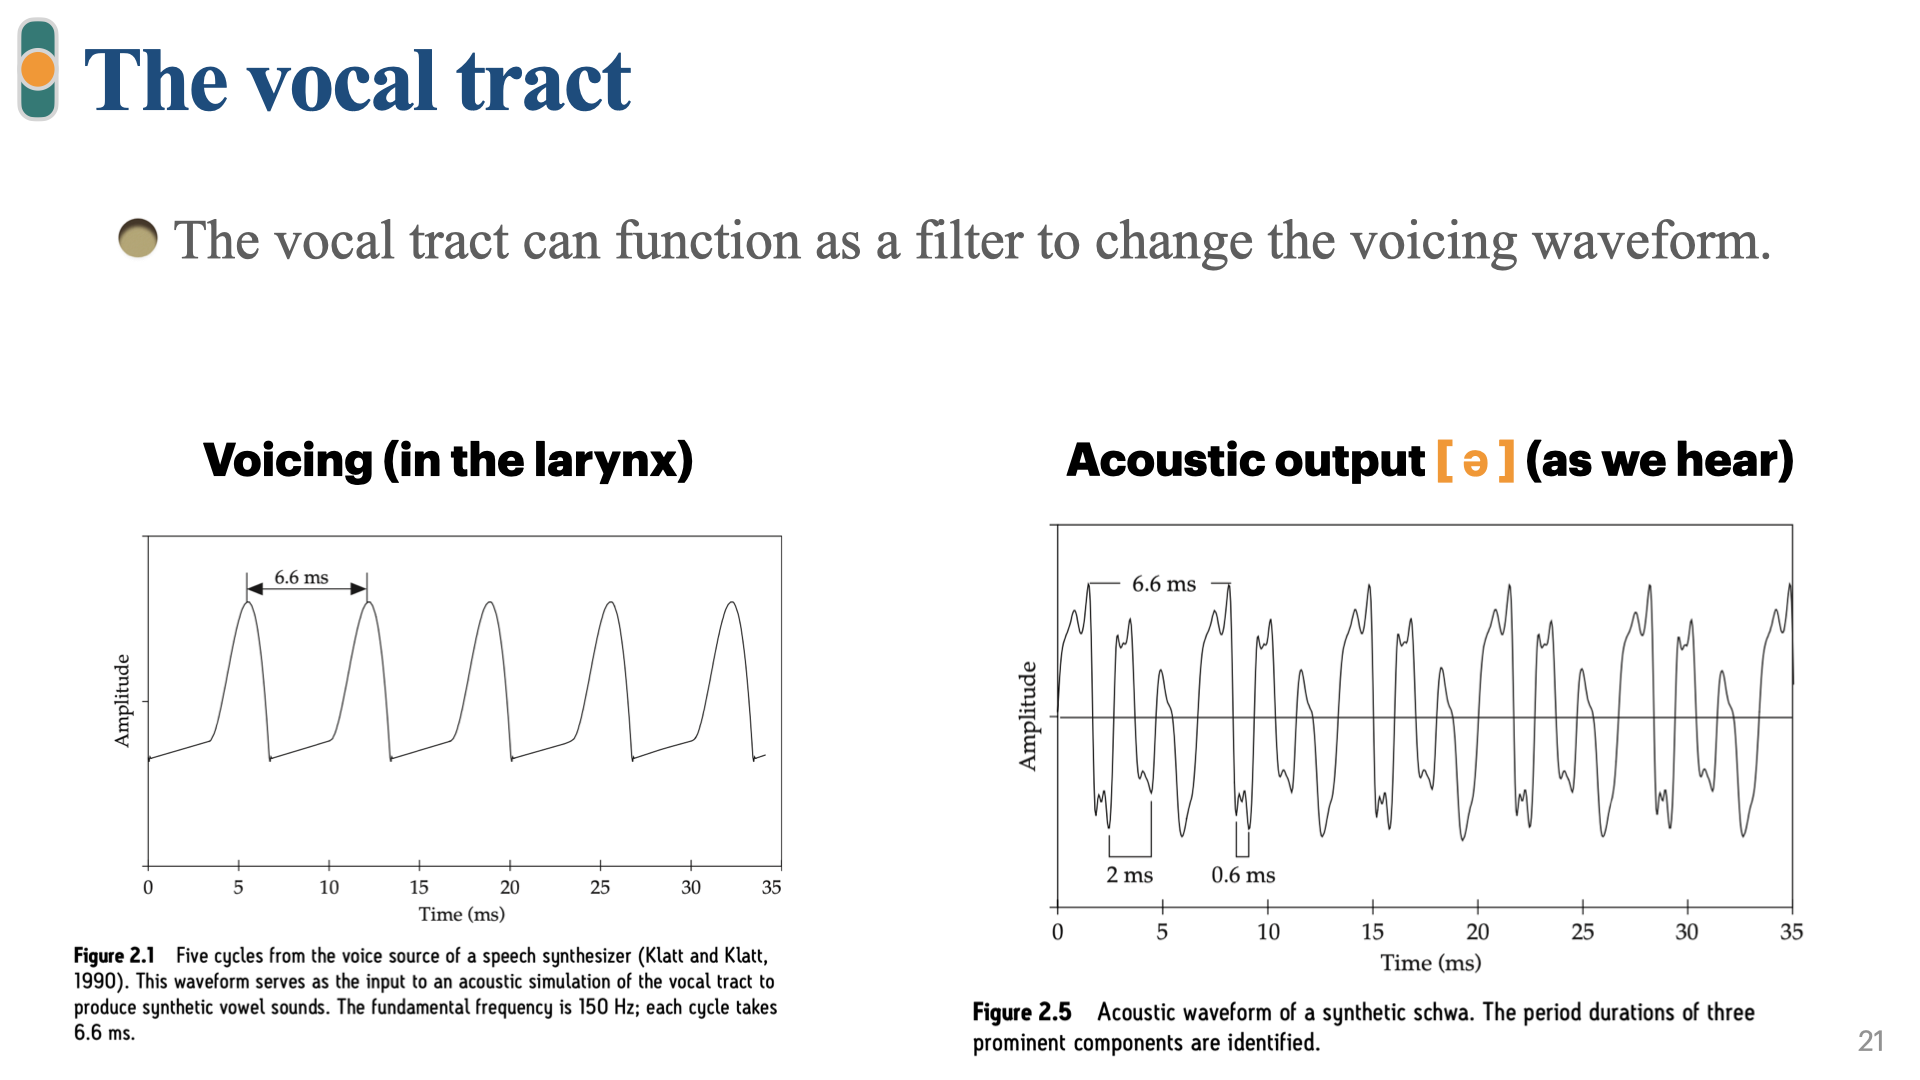 The vocal tract
The vocal tract can function as a filter to change the voicing waveform.
Voicing (in the larynx)
6.6 ms
Amplitude
0 5 10 15 20 25 30 35
Time (ms)
Figure 2.1 Five cycles from the voice source of a speech synthesizer (Klatt and Klatt,
1990). This waveform serves as the input to an acoustic simulation of the vocal tract to
produce synthetic vowel sounds. The fundamental frequency is 150 Hz; each cycle takes
6.6 ms.
Acoustic output [ ə ] (as we hear)
6.6 ms
Amplitude
2 ms 0.6 ms
0 5 10 15 20 25 30 35
Time (ms)
Figure 2.5 Acoustic waveform of a synthetic schwa. The period durations of three
prominent components are identified.
21